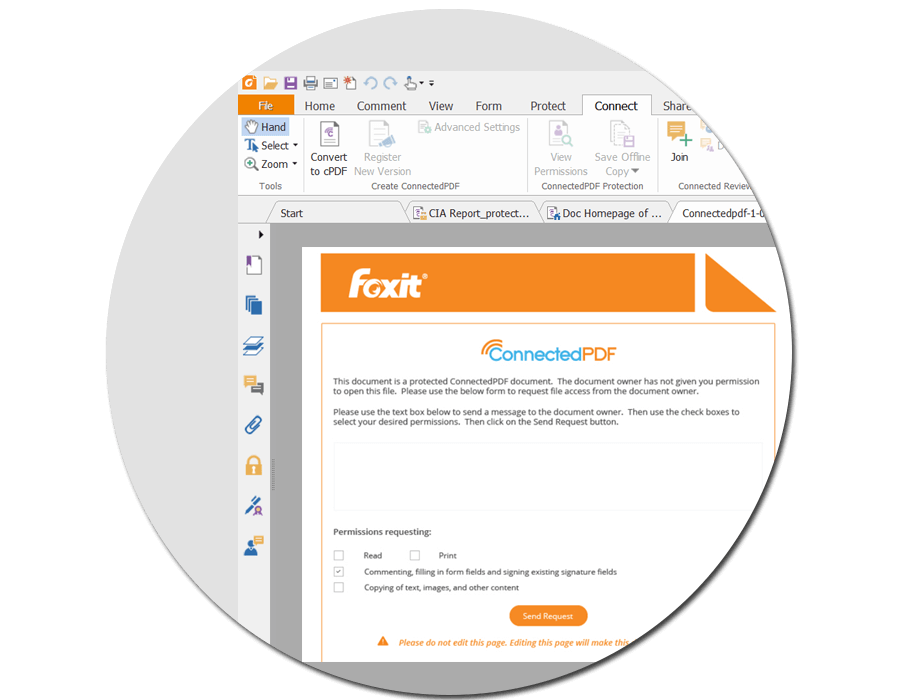 File Home Comment View Form Protect Connect Share
Hand
Select
Zoom
Tools
Convert
to cPDF
Register
New Version
Advanced Settings
Create ConnectedPDF
View
Permissions
Save Offline
Copy
ConnectedPDF Protection
Join
Connected Review
Start CIA Report_protect... Doc Homepage of ... Connectedpdf-1-0
foxit®
ConnectedPDF
This document is a protected ConnectedPDF document. The document owner has not given you permission
to open this file. Please use the below form to request file access from the document owner.
Please use the text box below to send a message to the document owner. Then use the check boxes to
select your desired permissions. Then click on the Send Request button.
Permissions requesting:
Read Print
Commenting, filling in form fields and signing existing signature fields
Copying of text, images, and other content
Send Request
Please do not edit this page. Editing this page will make this